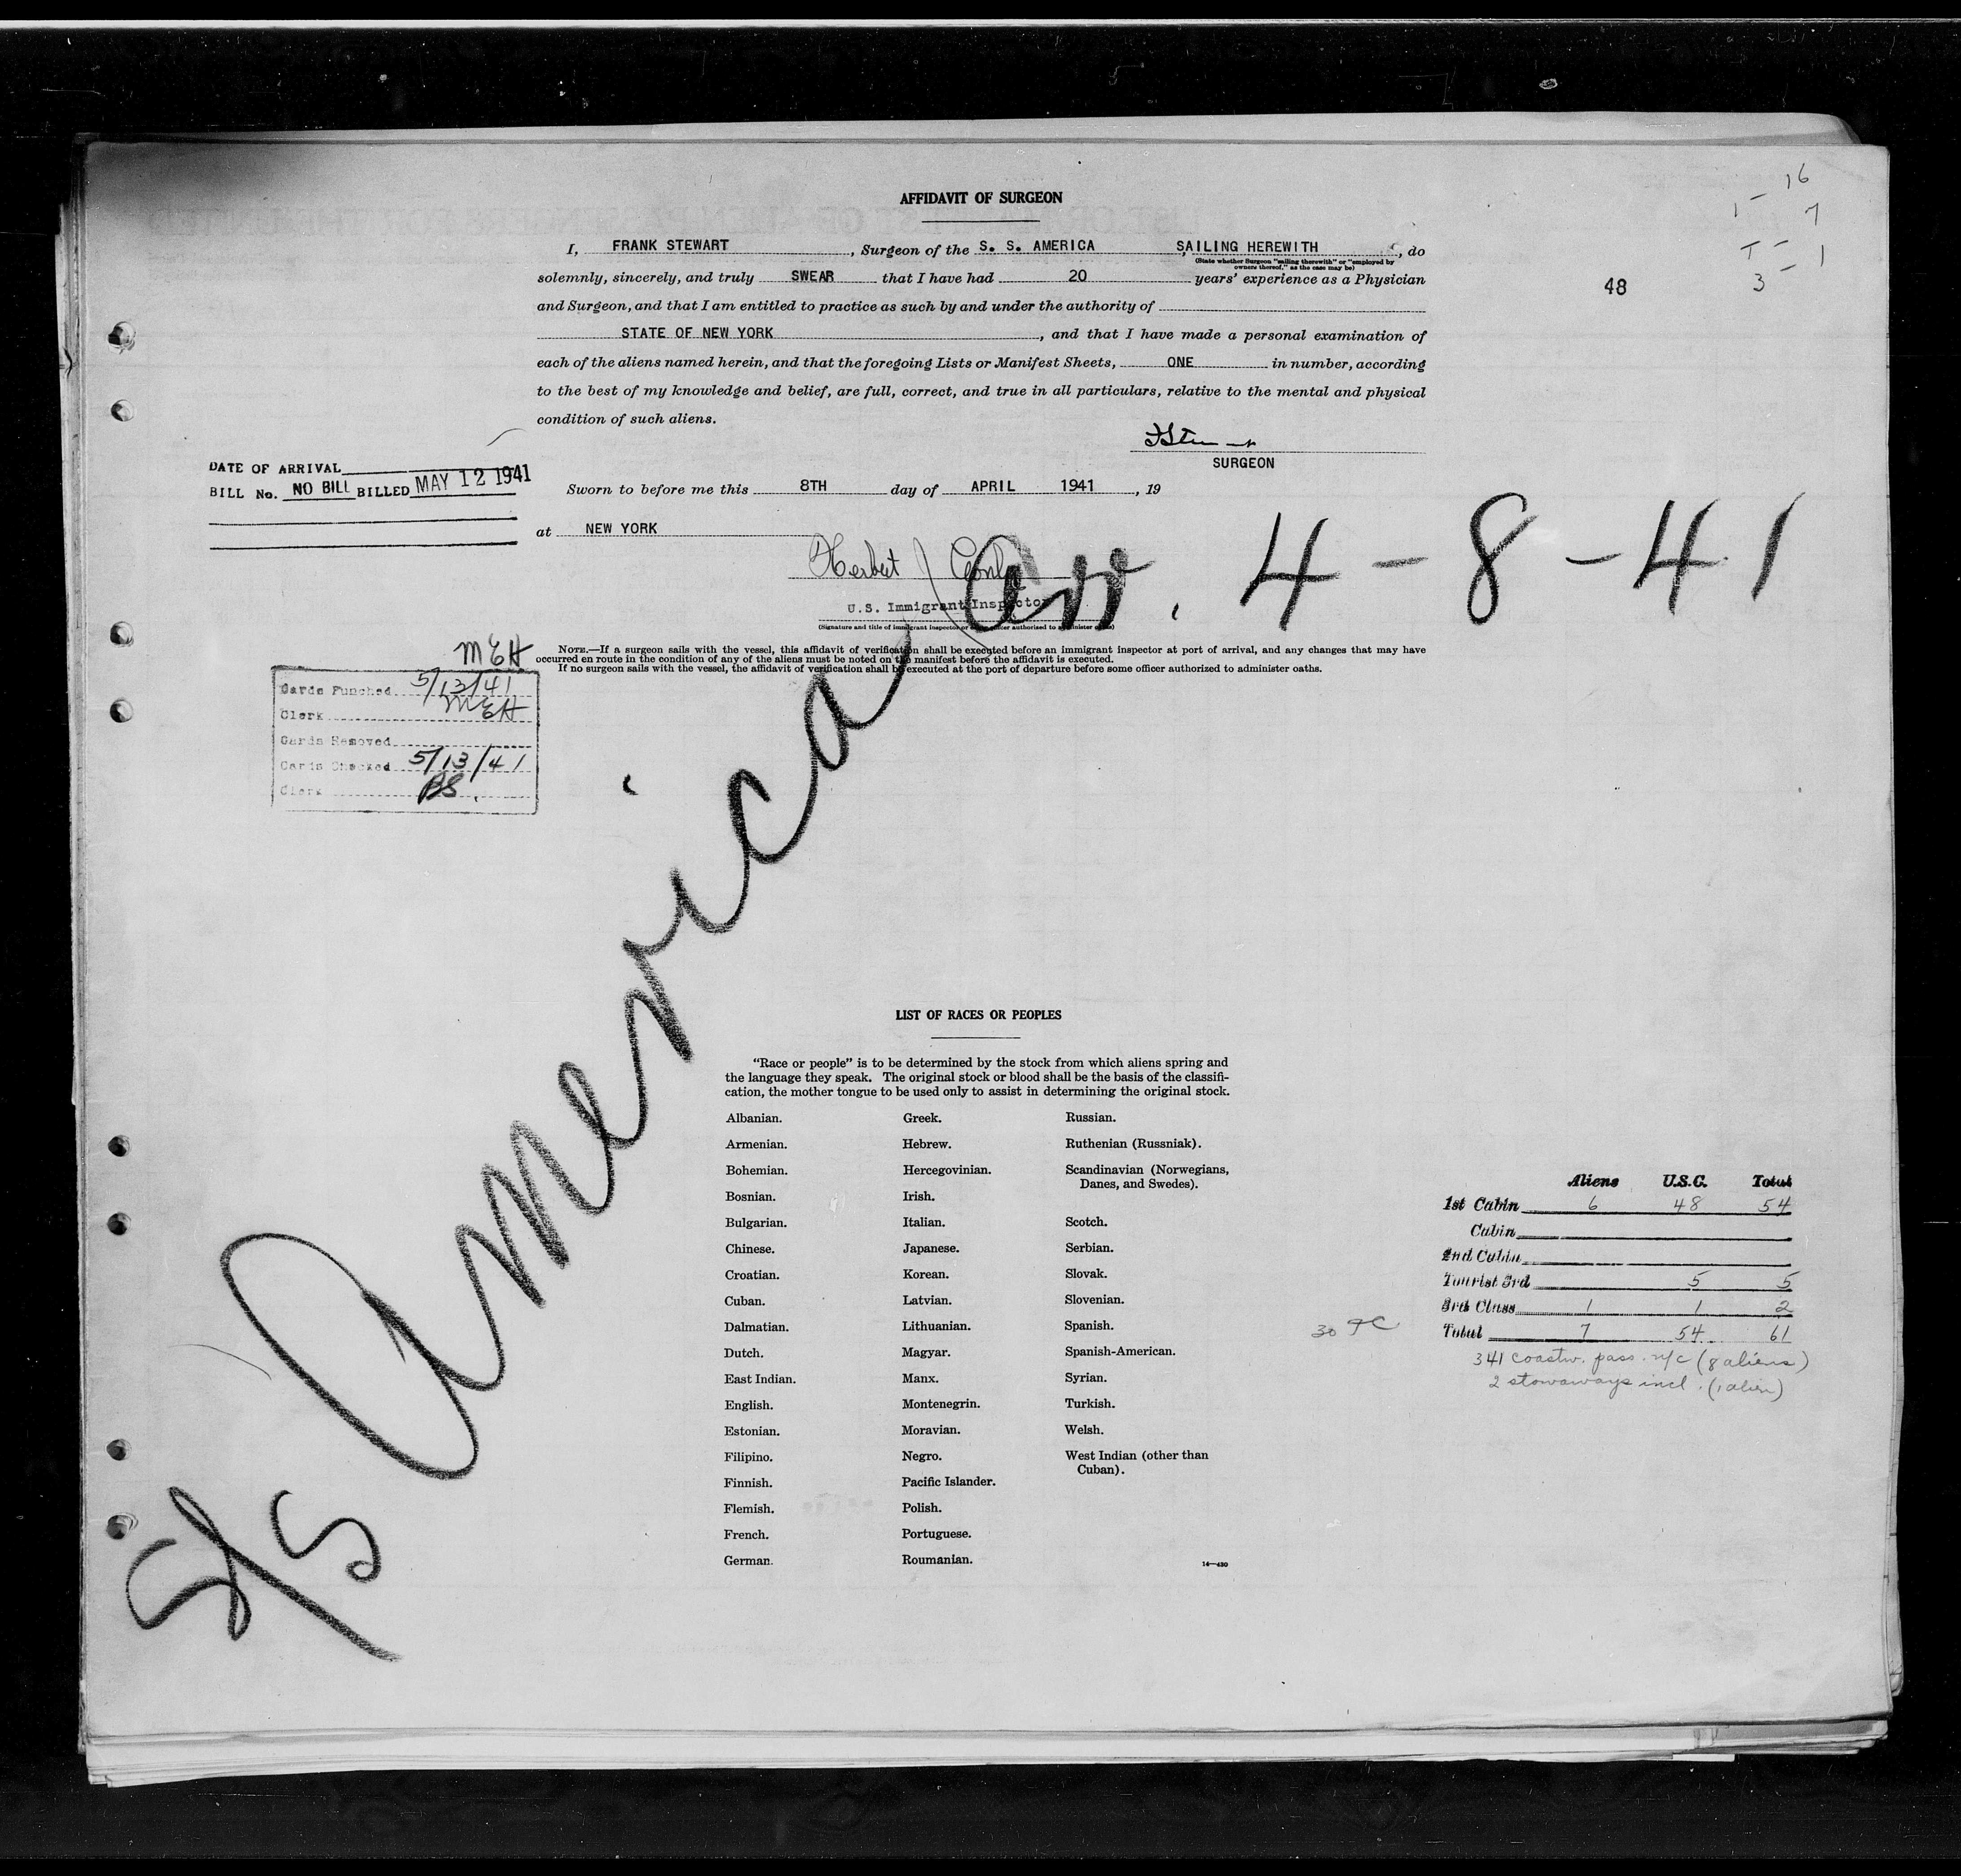 16
1 - 7
T - 1
3 -
48
AFFIDAVIT OF SURGEON
I, FRANK STEWART, Surgeon of the S. S. AMERICA, SAILING HEREWITH, do
(State whether Surgeon "sailing therewith" or "employed by
owners thereof," as the case may be)
solemnly, sincerely, and truly SWEAR that I have had 20 years' experience as a Physician
and Surgeon, and that I am entitled to practice as such by and under the authority of
STATE OF NEW YORK, and that I have made a personal examination of
each of the aliens named herein, and that the foregoing Lists or Manifest Sheets, ONE in number, according
to the best of my knowledge and belief, are full, correct, and true in all particulars, relative to the mental and physical
condition of such aliens.
SURGEON
DATE OF ARRIVAL
BILL No. NO BILL BILLED MAY 12 1941
Sworn to before me this 8TH day of APRIL 1941, 19
at NEW YORK
Herbert J
arr. 4-8-41
U.S. Immigrant Inspector
(Signature and title of immigrant inspector or other officer authorized to administer oaths)
NOTE.—If a surgeon sails with the vessel, this affidavit of verification shall be executed before an immigrant inspector at port of arrival, and any changes that may have
occurred en route in the condition of any of the aliens must be noted on the manifest before the affidavit is executed.
If no surgeon sails with the vessel, the affidavit of verification shall be executed at the port of departure before some officer authorized to administer oaths.
MEH
Cards Punched 5/13/41
Clerk MEH
Cards Removed
Cards Checked 5/13/41
Clerk BS.
S/S America
LIST OF RACES OR PEOPLES
"Race or people" is to be determined by the stock from which aliens spring and
the language they speak. The original stock or blood shall be the basis of the classifi-
cation, the mother tongue to be used only to assist in determining the original stock.
Albanian.
Armenian.
Bohemian.
Bosnian.
Bulgarian.
Chinese.
Croatian.
Cuban.
Dalmatian.
Dutch.
East Indian.
English.
Estonian.
Filipino.
Finnish.
Flemish.
French.
German.
Greek.
Hebrew.
Hercegovinian.
Irish.
Italian.
Japanese.
Korean.
Latvian.
Lithuanian.
Magyar.
Manx.
Montenegrin.
Moravian.
Negro.
Pacific Islander.
Polish.
Portuguese.
Roumanian.
Russian.
Ruthenian (Russniak).
Scandinavian (Norwegians,
Danes, and Swedes).
Scotch.
Serbian.
Slovak.
Slovenian.
Spanish.
Spanish-American.
Syrian.
Turkish.
Welsh.
West Indian (other than
Cuban).
14—430
Aliens U.S.C. Total
1st Cabin 6 48 54
Cabin
2nd Cabin
Tourist 3rd 5 5
3rd Class 1 1 2
Total 7 54 61
30 TC
341 coastw. pass. n/c (8 aliens)
2 stowaways incl. (1 alien)